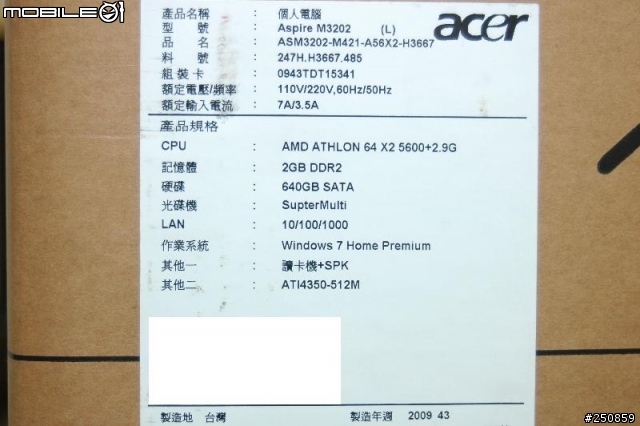 MOBILE01
acer
產品名稱 : 個人電腦
型 號 : Aspire M3202 (L)
品 名 : ASM3202-M421-A56X2-H3667
料 號 : 247H.H3667.485
組裝卡 : 0943TDT15341
額定電壓/頻率 : 110V/220V,60Hz/50Hz
額定輸入電流 : 7A/3.5A
產品規格
CPU : AMD ATHLON 64 X2 5600+2.9G
記憶體 : 2GB DDR2
硬碟 : 640GB SATA
光碟機 : SupterMulti
LAN : 10/100/1000
作業系統 : Windows 7 Home Premium
其他一 : 讀卡機+SPK
其他二 : ATI4350-512M
製造地 台灣 製造年週 2009 43
#250859